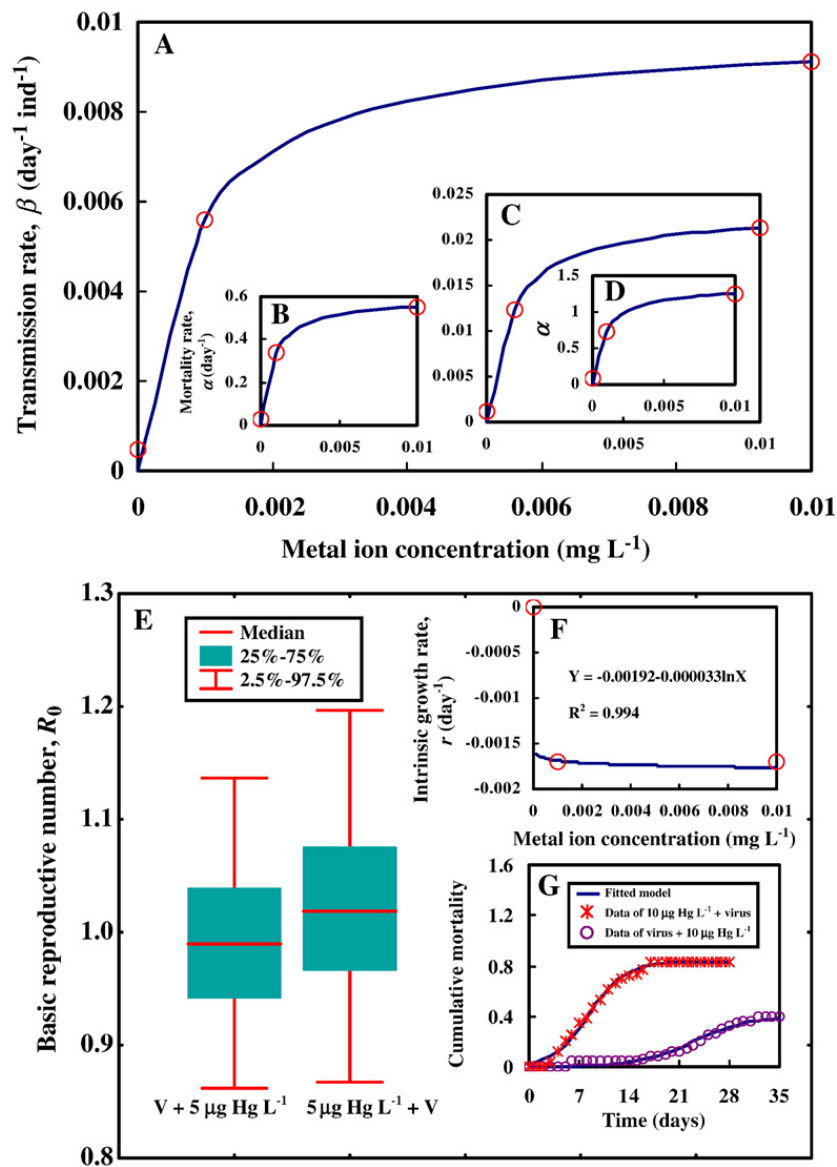 A
Transmission rate, β (day⁻¹ ind⁻¹)
0.01
0.008
0.006
0.004
0.002
0
0
0.002
0.004
0.006
0.008
0.01
Metal ion concentration (mg L⁻¹)
B
Mortality rate,
α (day⁻¹)
0.6
0.4
0.2
0
0
0.005
0.01
C
0.025
0.02
0.015
0.01
0.005
0
0
0.005
0.01
D
α
1.5
1
0.5
0
0
0.005
0.01
E
Basic reproductive number, R₀
1.3
1.2
1.1
1.0
0.9
0.8
Median
25%-75%
2.5%-97.5%
V + 5 μg Hg L⁻¹
5 μg Hg L⁻¹ + V
F
Intrinsic growth rate,
r (day⁻¹)
0
-0.0005
-0.001
-0.0015
-0.002
Y = -0.00192-0.000033lnX
R² = 0.994
0
0.002
0.004
0.006
0.008
0.01
Metal ion concentration (mg L⁻¹)
G
Cumulative mortality
1.6
1.2
0.8
0.4
0
Fitted model
Data of 10 μg Hg L⁻¹ + virus
Data of virus + 10 μg Hg L⁻¹
0
7
14
21
28
35
Time (days)